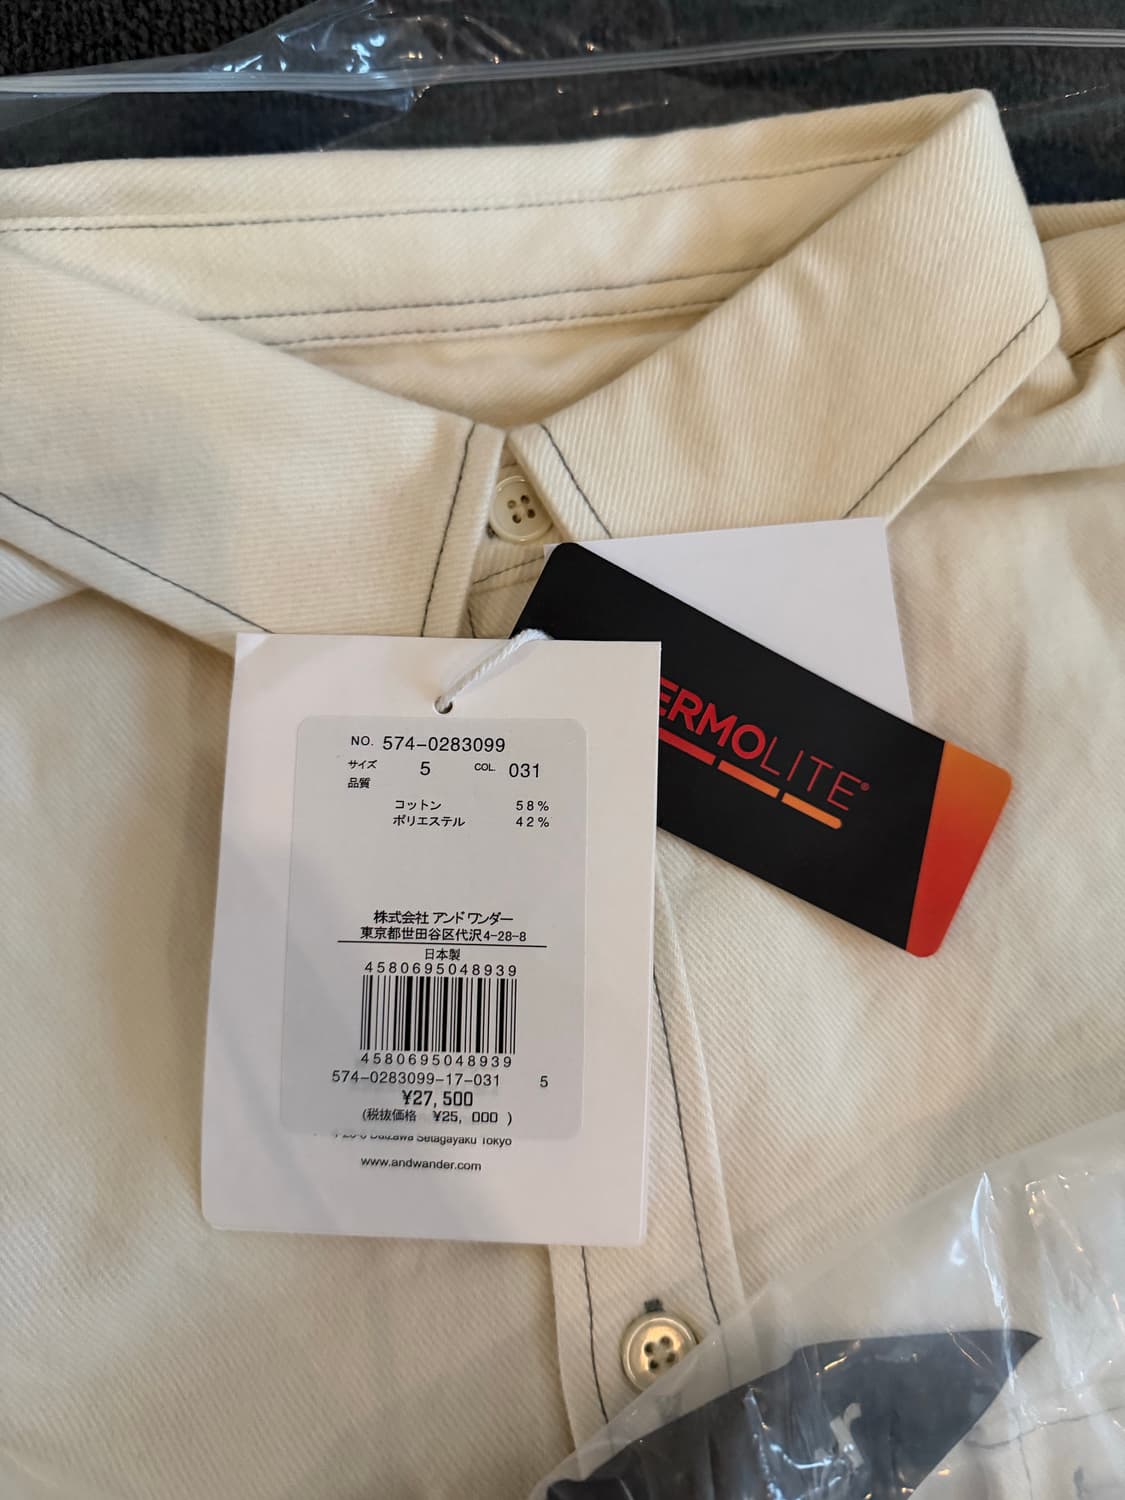 NO. 574-0283099
サイズ 5 COL. 031
品質
コットン 58%
ポリエステル 42%
株式会社 アンドワンダー
東京都世田谷区代沢4-28-8
日本製
4580695048939
4580695048939
574-0283099-17-031 5
¥27,500
(税抜価格 ¥25, 000 )
Daizawa Setagayaku Tokyo
www.andwander.com
ERMOLITE®